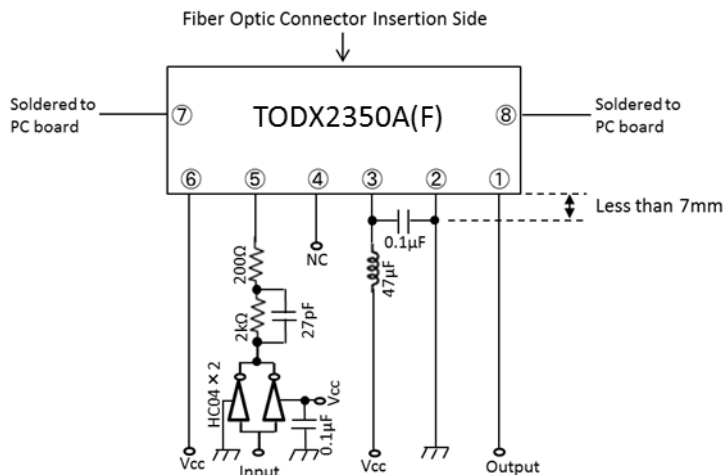 Fiber Optic Connector Insertion Side
Soldered to
PC board
⑦
TODX2350A(F)
⑧
Soldered to
PC board
⑥
⑤
④
③
②
①
Less than 7mm
0.1μF
NC
200Ω
47μF
2kΩ
27pF
HC04×2
Vcc
0.1μF
Vcc
Input
Vcc
Output